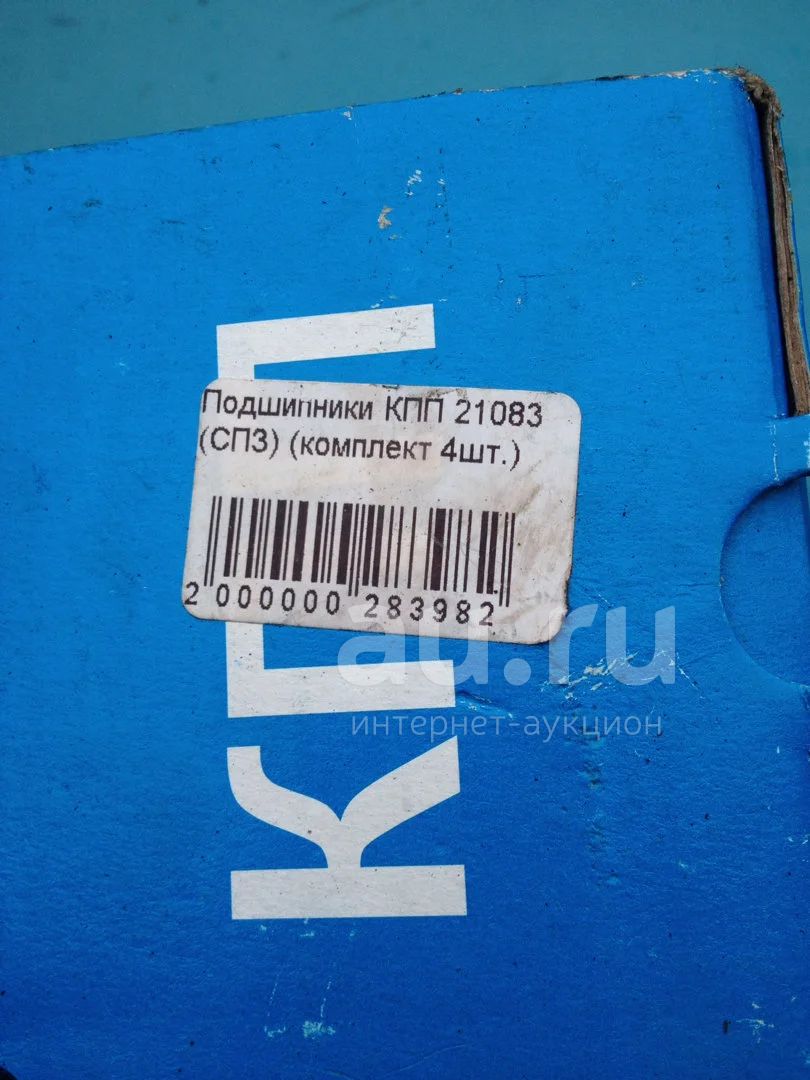 Подшипники КПП 21083
(СПЗ) (комплект 4шт.)
2 000000 283982
КПП
au.ru
интернет-аукцион